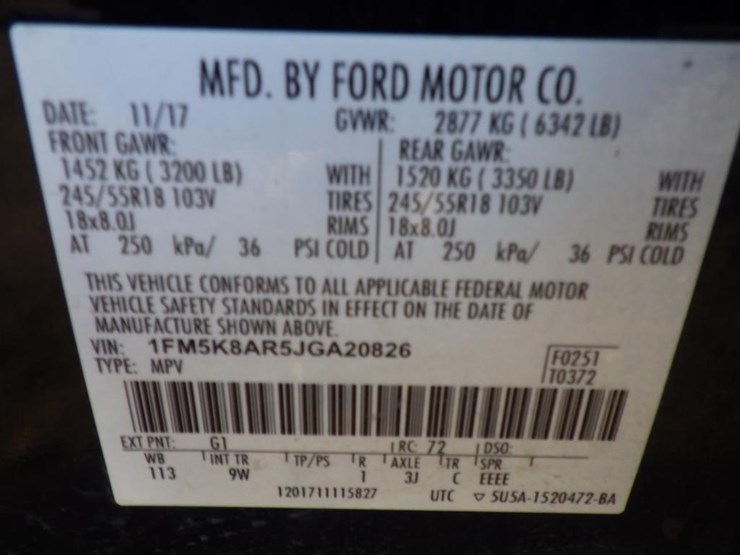 MFD. BY FORD MOTOR CO.
DATE: 11/17 GVWR: 2877 KG ( 6342 LB)
FRONT GAWR: REAR GAWR:
1452 KG ( 3200 LB) WITH 1520 KG ( 3350 LB) WITH
245/55R18 103V TIRES 245/55R18 103V TIRES
18x8.0J RIMS 18x8.0J RIMS
AT 250 kPa/ 36 PSI COLD AT 250 kPa/ 36 PSI COLD
THIS VEHICLE CONFORMS TO ALL APPLICABLE FEDERAL MOTOR
VEHICLE SAFETY STANDARDS IN EFFECT ON THE DATE OF
MANUFACTURE SHOWN ABOVE.
VIN: 1FM5K8AR5JGA20826 F0251
TYPE: MPV T0372
EXT PNT: G1 RC: 72 DSO:
WB INT TR TP/PS R AXLE TR SPR
113 9W 1 3J C EEEE
1201711115827 UTC ▽ 5U5A-1520472-BA